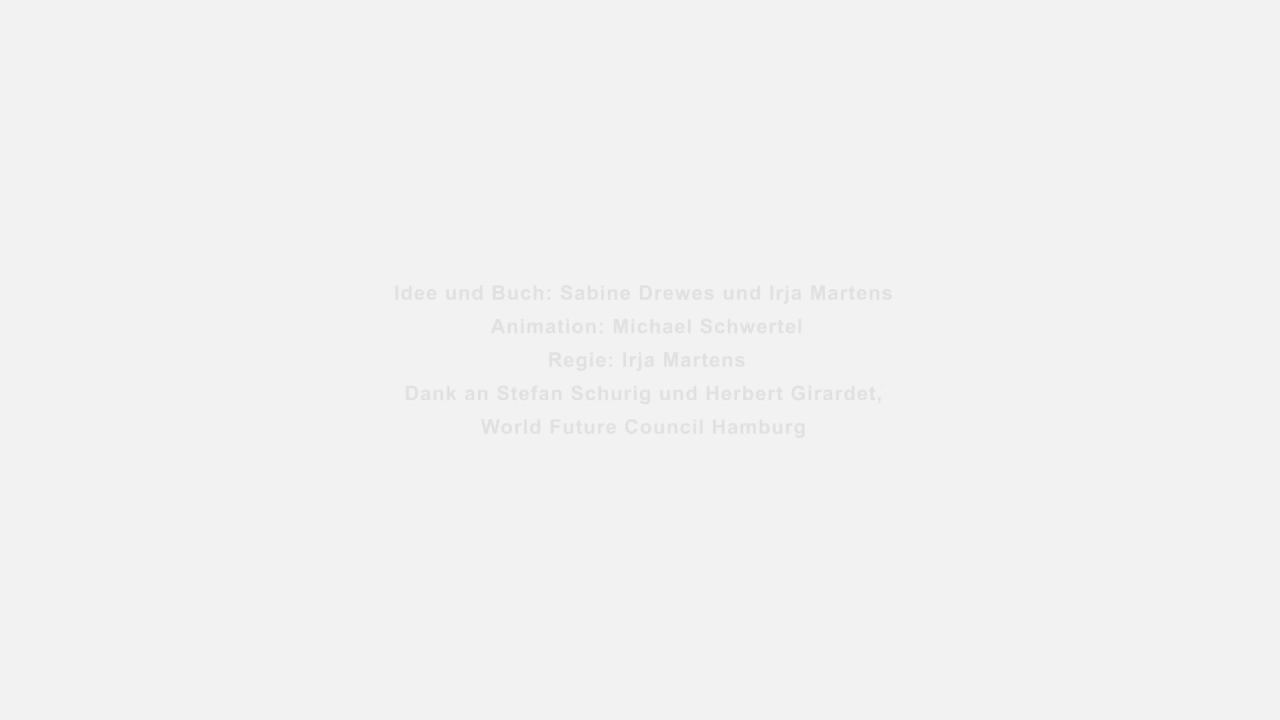 Idee und Buch: Sabine Drewes und Irja Martens
Animation: Michael Schwertel
Regie: Irja Martens
Dank an Stefan Schurig und Herbert Girardet,
World Future Council Hamburg